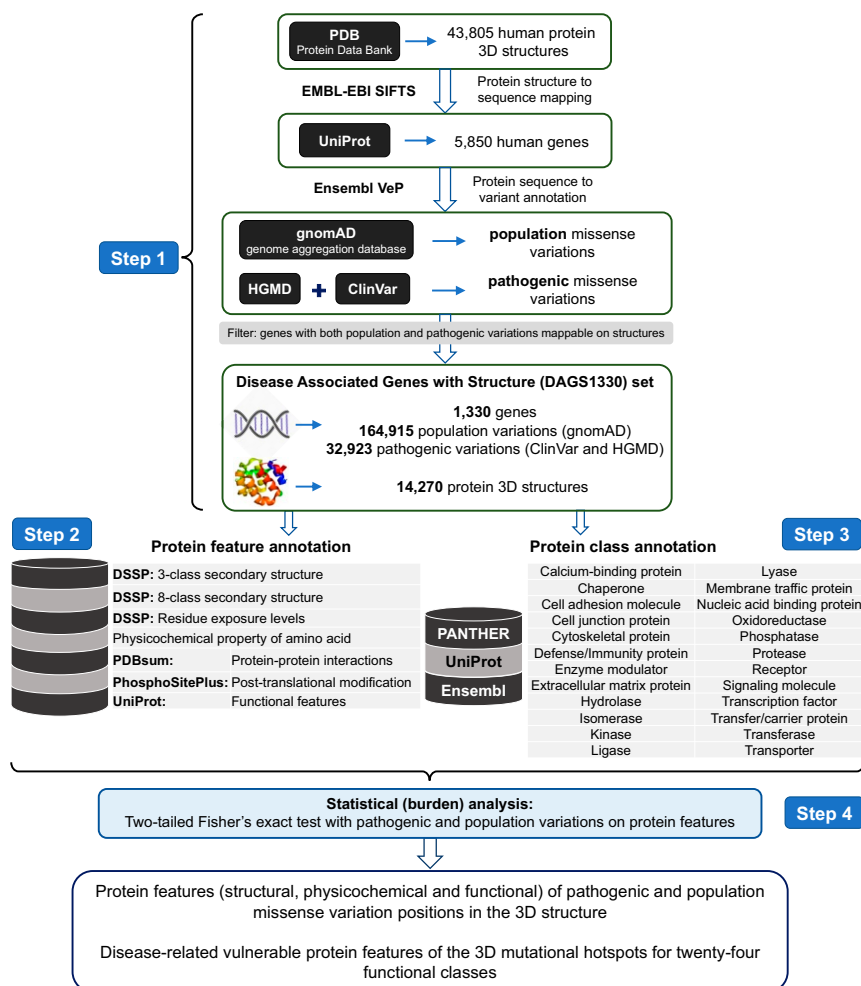 PDB
Protein Data Bank
43,805 human protein
3D structures
EMBL-EBI SIFTS
Protein structure to
sequence mapping
UniProt
5,850 human genes
Ensembl VeP
Protein sequence to
variant annotation
Step 1
gnomAD
genome aggregation database
population missense
variations
HGMD + ClinVar
pathogenic missense
variations
Filter: genes with both population and pathogenic variations mappable on structures
Disease Associated Genes with Structure (DAGS1330) set
1,330 genes
164,915 population variations (gnomAD)
32,923 pathogenic variations (ClinVar and HGMD)
14,270 protein 3D structures
Step 2
Protein feature annotation
DSSP: 3-class secondary structure
DSSP: 8-class secondary structure
DSSP: Residue exposure levels
Physicochemical property of amino acid
PDBsum: Protein-protein interactions
PhosphoSitePlus: Post-translational modification
UniProt: Functional features
Step 3
Protein class annotation
PANTHER
UniProt
Ensembl
Calcium-binding protein Lyase
Chaperone Membrane traffic protein
Cell adhesion molecule Nucleic acid binding protein
Cell junction protein Oxidoreductase
Cytoskeletal protein Phosphatase
Defense/Immunity protein Protease
Enzyme modulator Receptor
Extracellular matrix protein Signaling molecule
Hydrolase Transcription factor
Isomerase Transfer/carrier protein
Kinase Transferase
Ligase Transporter
Statistical (burden) analysis:
Two-tailed Fisher's exact test with pathogenic and population variations on protein features
Step 4
Protein features (structural, physicochemical and functional) of pathogenic and population
missense variation positions in the 3D structure
Disease-related vulnerable protein features of the 3D mutational hotspots for twenty-four
functional classes